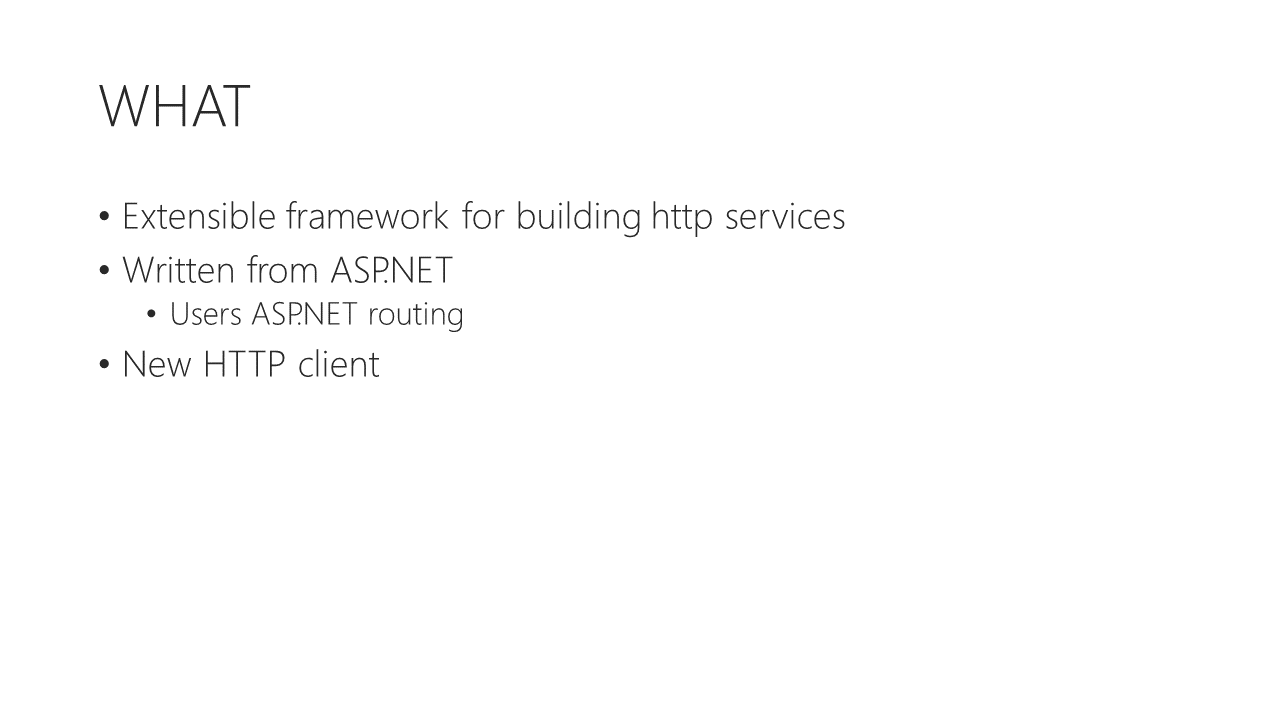 WHAT
• Extensible framework for building http services
• Written from ASP.NET
• Users ASP.NET routing
• New HTTP client